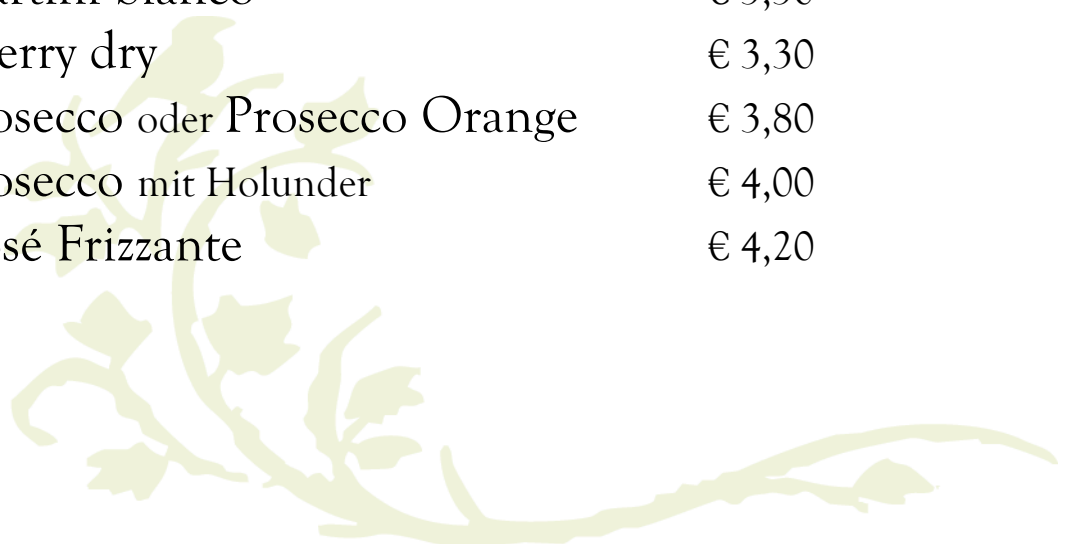 erry dry € 3,30
osecco oder Prosecco Orange € 3,80
osecco mit Holunder € 4,00
sé Frizzante € 4,20